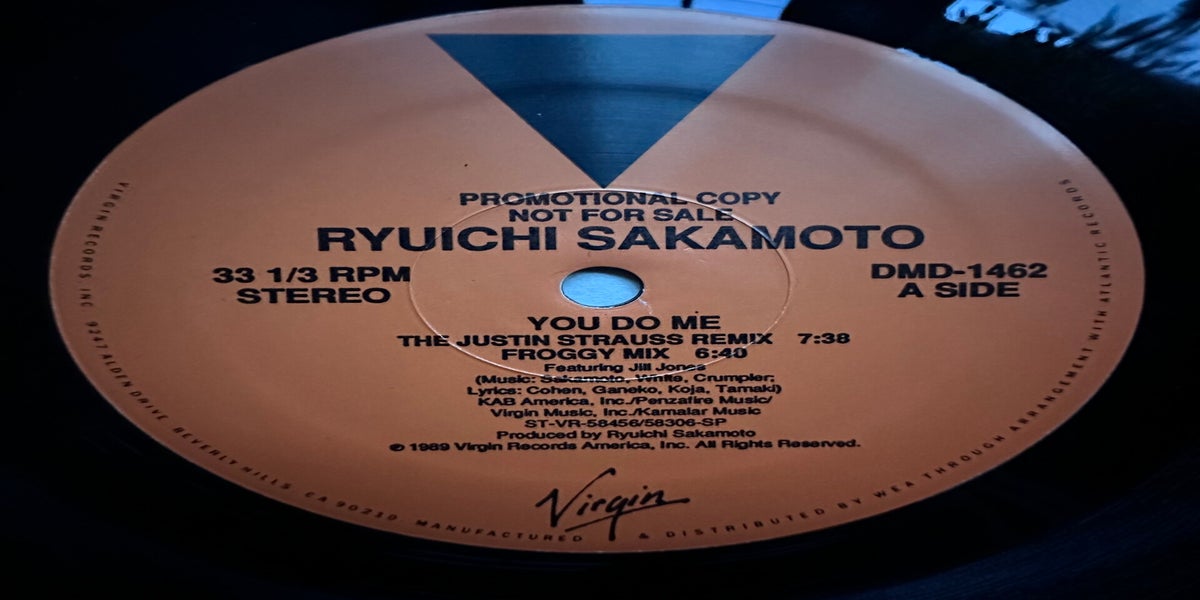 PROMOTIONAL COPY
NOT FOR SALE
RYUICHI SAKAMOTO
33 1/3 RPM
STEREO
DMD-1462
A SIDE
YOU DO ME
THE JUSTIN STRAUSS REMIX 7:38
FROGGY MIX 6:40
Featuring Jill Jones
(Music: Sakamoto, White, Crumpler;
Lyrics: Cohen, Ganeko, Koja, Tamaki)
KAB America, Inc./Penzafire Music/
Virgin Music, Inc./Kamalar Music
ST-VR-58456/58306-SP
Produced by Ryuichi Sakamoto
℗ 1989 Virgin Records America, Inc. All Rights Reserved.
Virgin
VIRGIN RECORDS INC 9247 ALDEN DRIVE BEVERLY HILLS CA 90210 MANUFACTURED & DISTRIBUTED BY WEA THROUGH ARRANGEMENT WITH ATLANTIC RECORDS